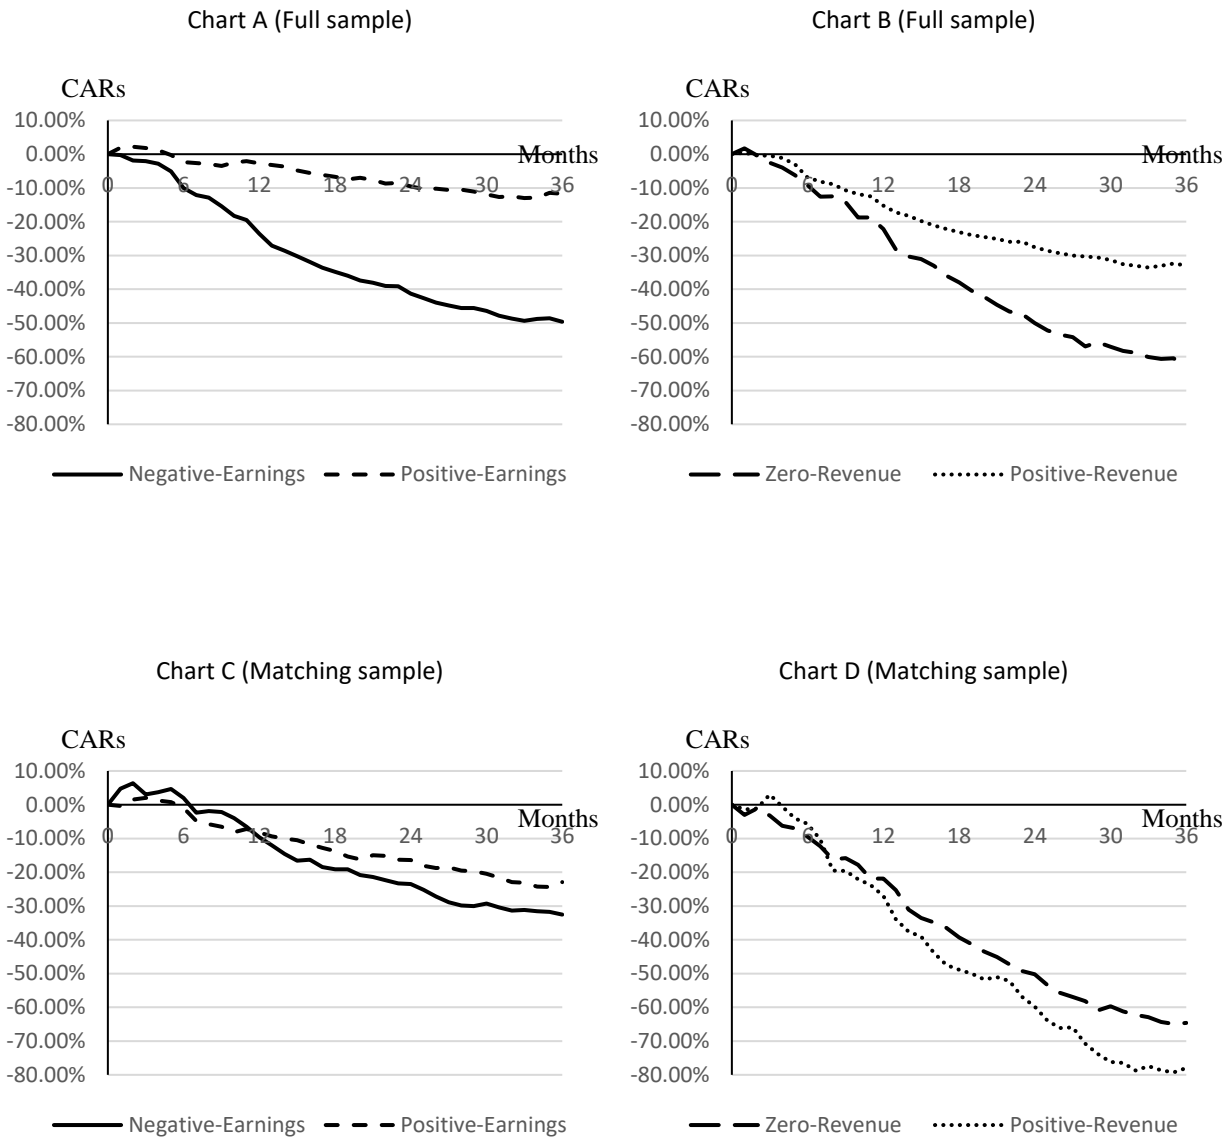 Chart A (Full sample)
CARs
10.00%
0.00%
-10.00%
-20.00%
-30.00%
-40.00%
-50.00%
-60.00%
-70.00%
-80.00%
Months
0 6 12 18 24 30 36
Negative-Earnings Positive-Earnings
Chart B (Full sample)
CARs
10.00%
0.00%
-10.00%
-20.00%
-30.00%
-40.00%
-50.00%
-60.00%
-70.00%
-80.00%
Months
0 6 12 18 24 30 36
Zero-Revenue Positive-Revenue
Chart C (Matching sample)
CARs
10.00%
0.00%
-10.00%
-20.00%
-30.00%
-40.00%
-50.00%
-60.00%
-70.00%
-80.00%
Months
0 6 12 18 24 30 36
Negative-Earnings Positive-Earnings
Chart D (Matching sample)
CARs
10.00%
0.00%
-10.00%
-20.00%
-30.00%
-40.00%
-50.00%
-60.00%
-70.00%
-80.00%
Months
0 6 12 18 24 30 36
Zero-Revenue Positive-Revenue